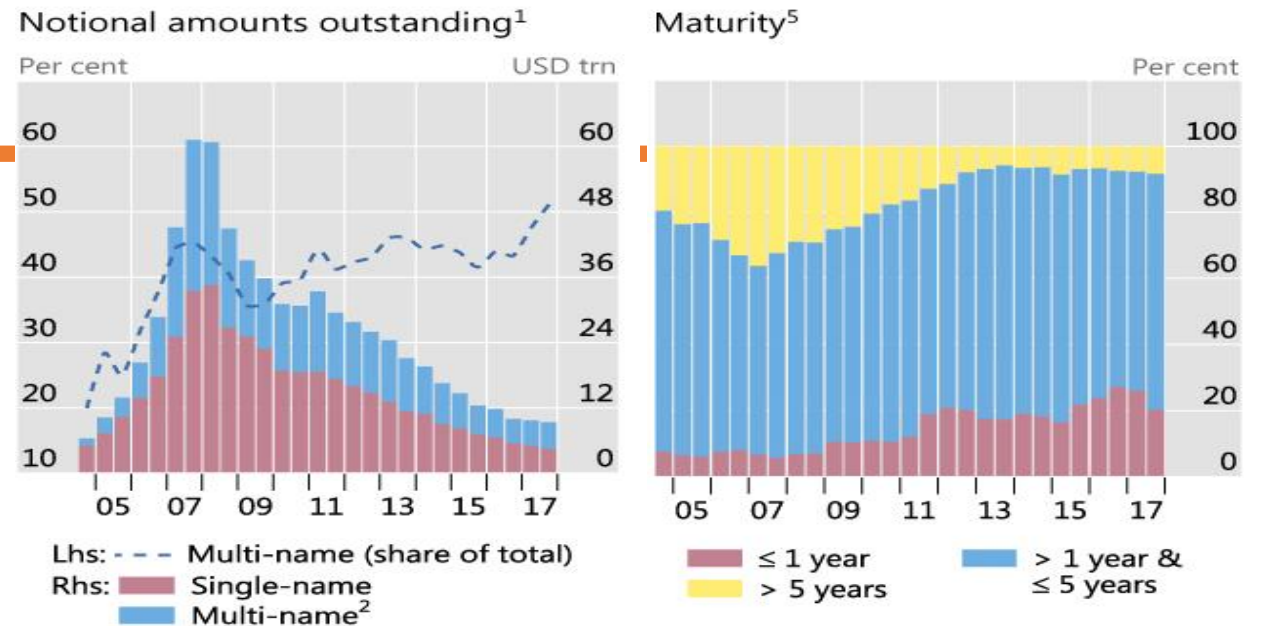 Notional amounts outstanding¹
Per cent USD trn
60 60
50 48
40 36
30 24
20 12
10 0
05 07 09 11 13 15 17
Lhs: Multi-name (share of total)
Rhs: Single-name
Multi-name²
Maturity⁵
Per cent
100
80
60
40
20
0
05 07 09 11 13 15 17
≤ 1 year
> 5 years
> 1 year &
≤ 5 years